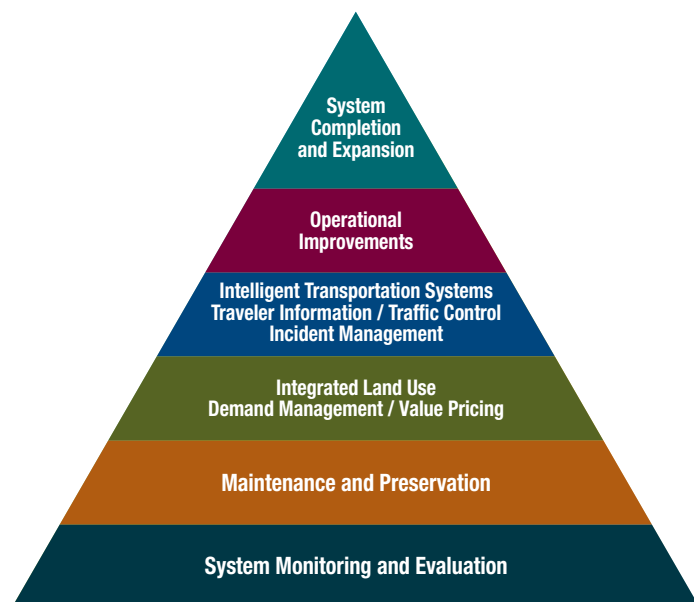 System
Completion
and Expansion
Operational
Improvements
Intelligent Transportation Systems
Traveler Information / Traffic Control
Incident Management
Integrated Land Use
Demand Management / Value Pricing
Maintenance and Preservation
System Monitoring and Evaluation